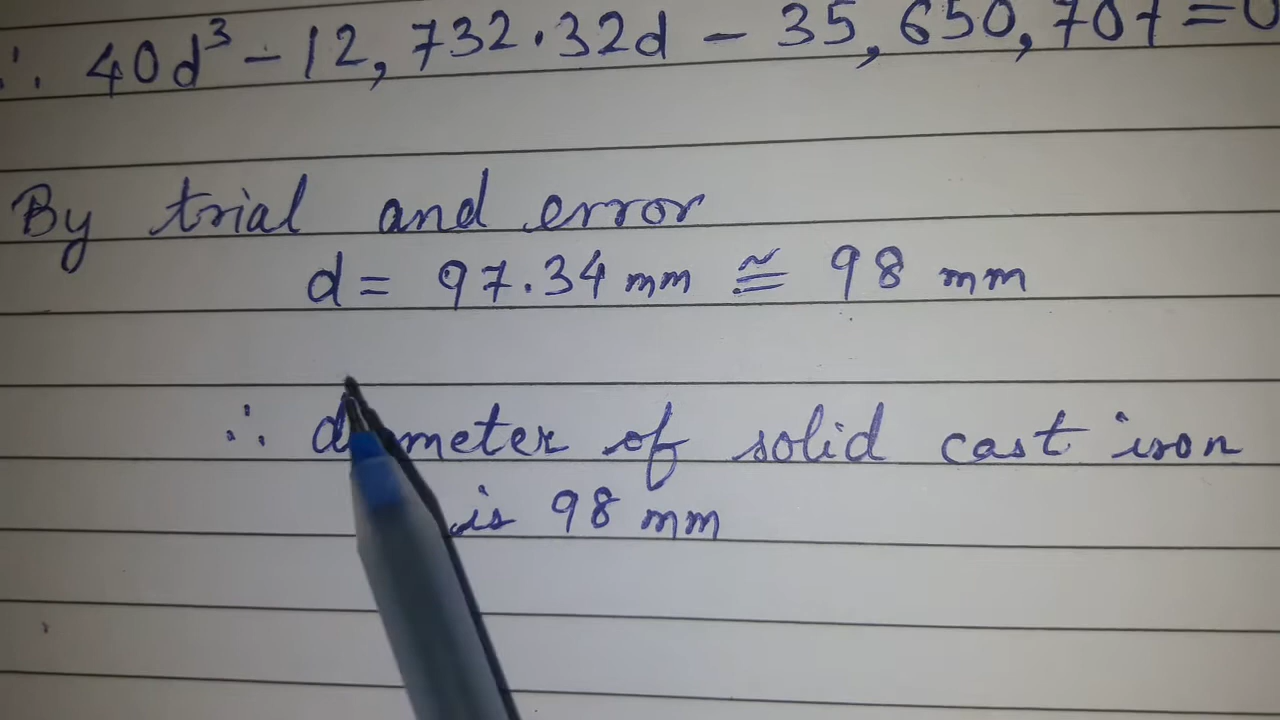 ∴ 40d³ - 12,732.32d - 35,650,707 = 0
By trial and error
d = 97.34 mm ≅ 98 mm
∴ diameter of solid cast iron
is 98 mm